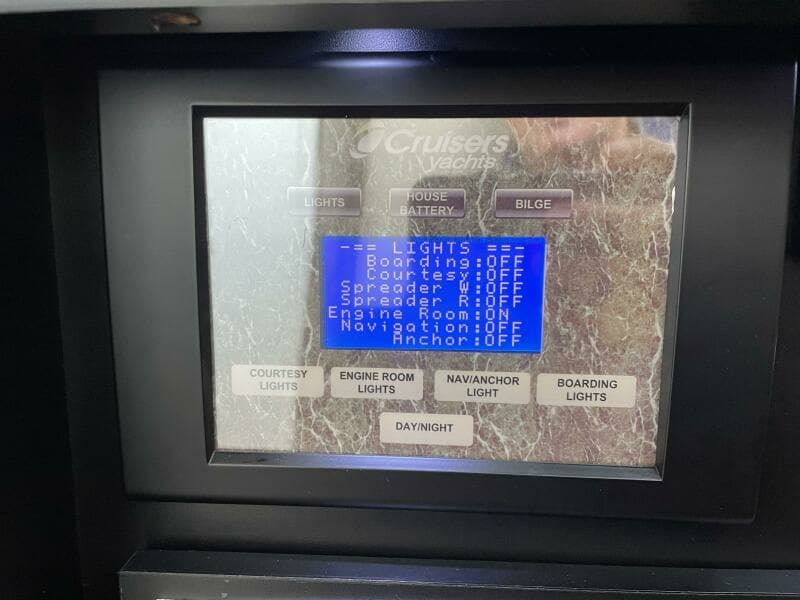 Cruisers
Yachts
LIGHTS
HOUSE
BATTERY
BILGE
-== LIGHTS ==-
Boarding:OFF
Courtesy:OFF
Spreader W:OFF
Spreader R:OFF
Engine Room:ON
Navigation:OFF
Anchor:OFF
COURTESY
LIGHTS
ENGINE ROOM
LIGHTS
NAV/ANCHOR
LIGHT
BOARDING
LIGHTS
DAY/NIGHT